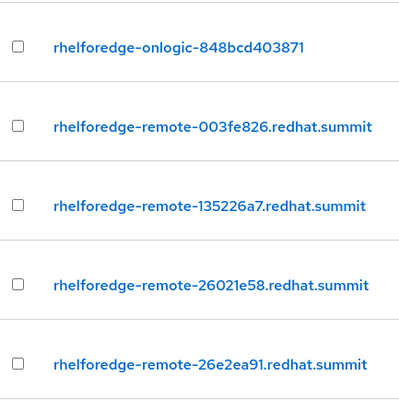 rhelforedge-onlogic-848bcd403871
rhelforedge-remote-003fe826.redhat.summit
rhelforedge-remote-135226a7.redhat.summit
rhelforedge-remote-26021e58.redhat.summit
rhelforedge-remote-26e2ea91.redhat.summit